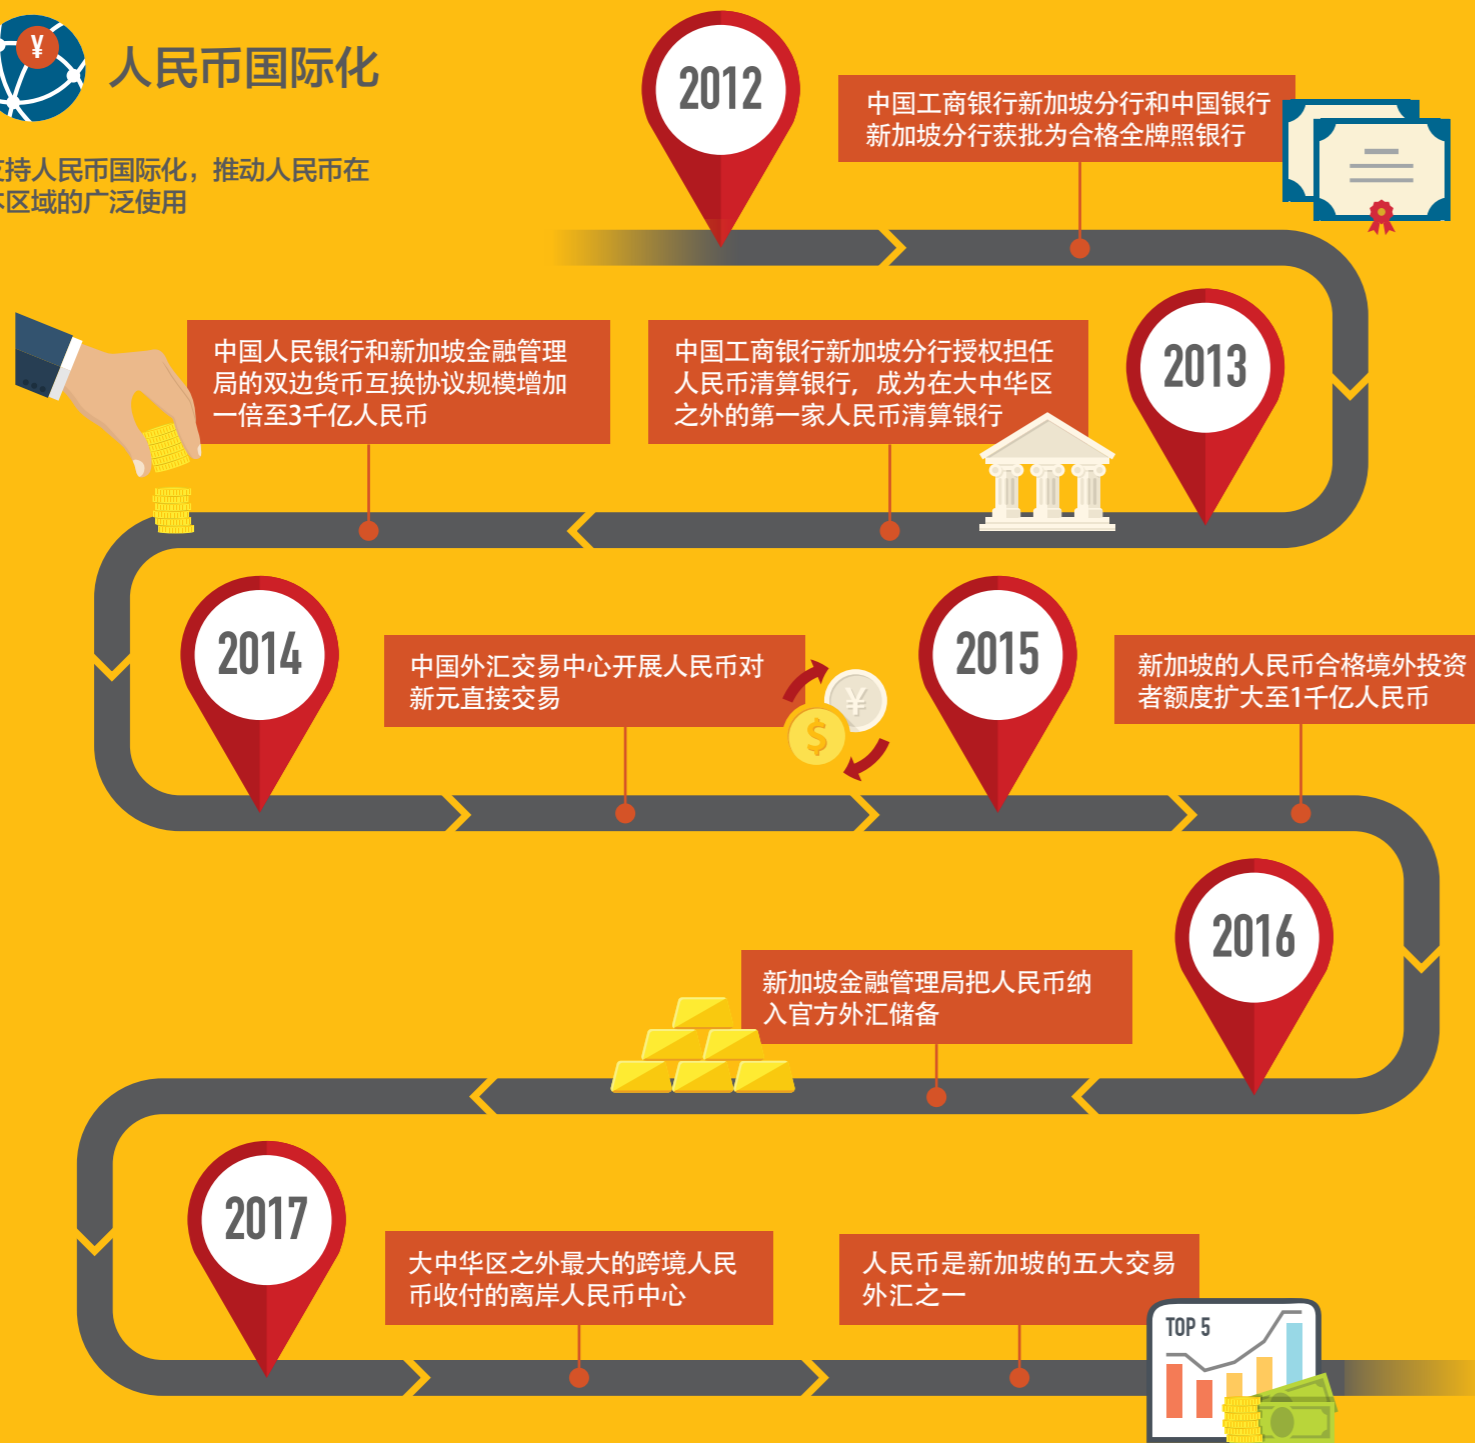 ¥
人民币国际化
持人民币国际化，推动人民币在
区域的广泛使用
2012
中国工商银行新加坡分行和中国银行
新加坡分行获批为合格全牌照银行
2013
中国工商银行新加坡分行授权担任
人民币清算银行，成为在大中华区
之外的第一家人民币清算银行
中国人民银行和新加坡金融管理
局的双边货币互换协议规模增加
一倍至3千亿人民币
2014
中国外汇交易中心开展人民币对
新元直接交易
¥
$
2015
新加坡的人民币合格境外投资
者额度扩大至1千亿人民币
2016
新加坡金融管理局把人民币纳
入官方外汇储备
2017
大中华区之外最大的跨境人民
币收付的离岸人民币中心
人民币是新加坡的五大交易
外汇之一
TOP 5